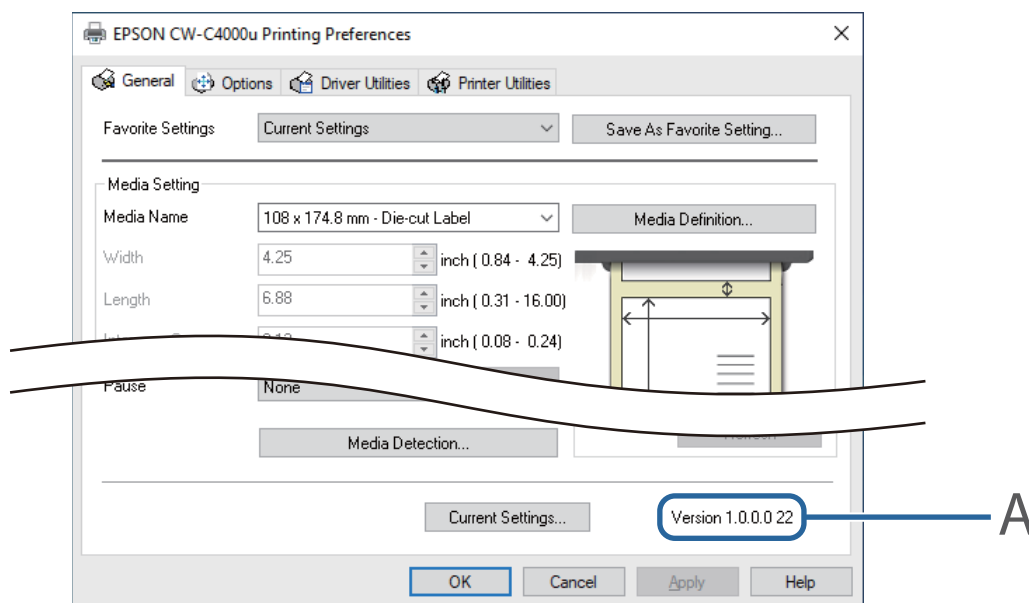 EPSON CW-C4000u Printing Preferences
General Options Driver Utilities Printer Utilities
Favorite Settings Current Settings Save As Favorite Setting...
Media Setting
Media Name 108 x 174.8 mm - Die-cut Label Media Definition...
Width 4.25 inch ( 0.84 - 4.25)
Length 6.88 inch ( 0.31 - 16.00)
inch ( 0.08 - 0.24)
Pause None
Media Detection...
Current Settings... Version 1.0.0.0 22 A
OK Cancel Apply Help